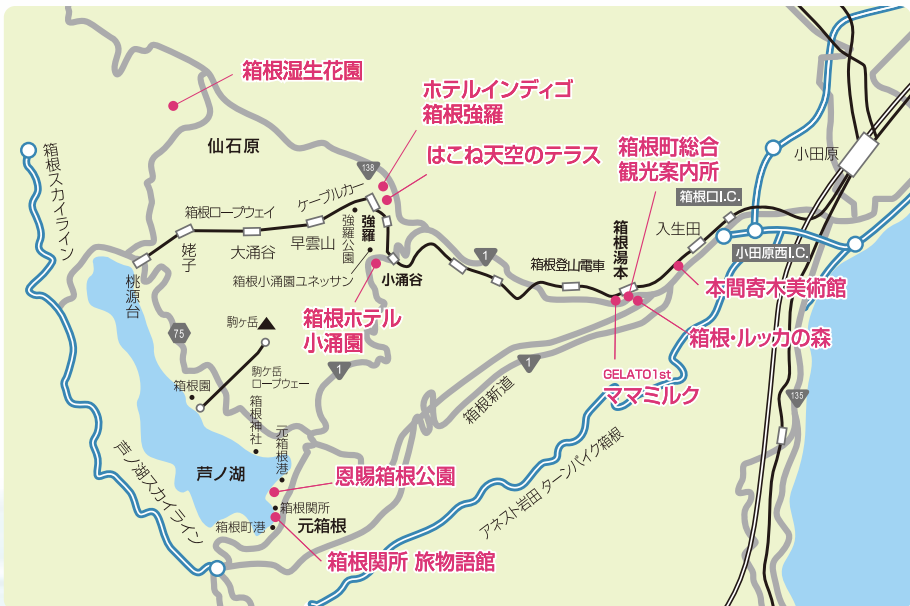 箱根湿生花園
ホテルインディゴ
箱根強羅
はこね天空のテラス
箱根町総合
観光案内所
小田原
箱根口I.C.
仙石原
138
箱根スカイライン
ケーブルカー
箱根ロープウェイ
強羅公園
強羅
箱根湯本
入生田
小田原西I.C.
姥子
大涌谷
早雲山
1
箱根登山電車
桃源台
箱根小涌園ユネッサン
小涌谷
本間寄木美術館
箱根ホテル
小涌園
駒ヶ岳
箱根・ルッカの森
75
駒ケ岳
ロープウェー
1
1
GELATO1st
ママミルク
箱根園
箱根新道
135
箱根神社
元箱根港
芦ノ湖スカイライン
芦ノ湖
恩賜箱根公園
アネスト岩田 ターンパイク箱根
箱根関所
箱根町港
元箱根
箱根関所 旅物語館